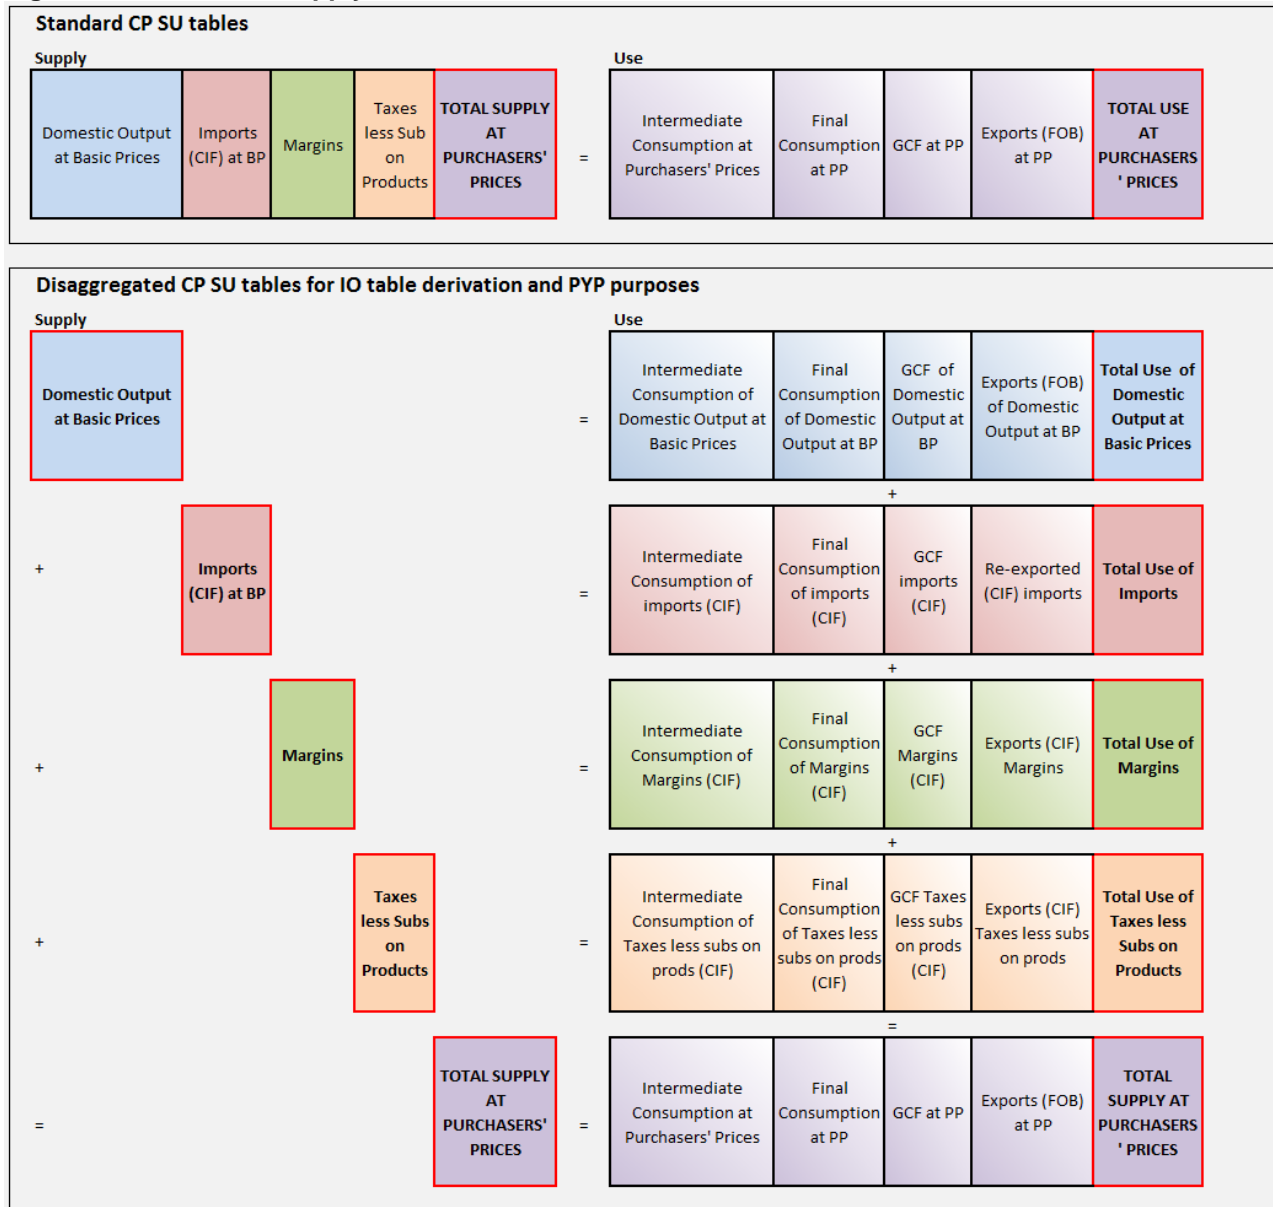 Standard CP SU tables
Supply
Use
Domestic Output
at Basic Prices
Imports
(CIF) at BP
Margins
Taxes
less Sub
on
Products
TOTAL SUPPLY
AT
PURCHASERS'
PRICES
=
Intermediate
Consumption at
Purchasers' Prices
Final
Consumption
at PP
GCF at PP
Exports (FOB)
at PP
TOTAL USE
AT
PURCHASERS
' PRICES
Disaggregated CP SU tables for IO table derivation and PYP purposes
Supply
Use
Domestic Output
at Basic Prices
=
Intermediate
Consumption of
Domestic Output at
Basic Prices
Final
Consumption
of Domestic
Output at BP
GCF of
Domestic
Output at
BP
Exports (FOB)
of Domestic
Output at BP
Total Use of
Domestic
Output at
Basic Prices
+
+
Imports
(CIF) at BP
=
Intermediate
Consumption of
imports (CIF)
Final
Consumption
of imports
(CIF)
GCF
imports
(CIF)
Re-exported
(CIF) imports
Total Use of
Imports
+
+
Margins
=
Intermediate
Consumption of
Margins (CIF)
Final
Consumption
of Margins
(CIF)
GCF
Margins
(CIF)
Exports (CIF)
Margins
Total Use of
Margins
+
+
Taxes
less Subs
on
Products
=
Intermediate
Consumption of
Taxes less subs on
prods (CIF)
Final
Consumption
of Taxes less
subs on prods
(CIF)
GCF Taxes
less subs
on prods
(CIF)
Exports (CIF)
Taxes less subs
on prods
Total Use of
Taxes less
Subs on
Products
=
=
TOTAL SUPPLY
AT
PURCHASERS'
PRICES
=
Intermediate
Consumption at
Purchasers' Prices
Final
Consumption
at PP
GCF at PP
Exports (FOB)
at PP
TOTAL
SUPPLY AT
PURCHASERS
' PRICES